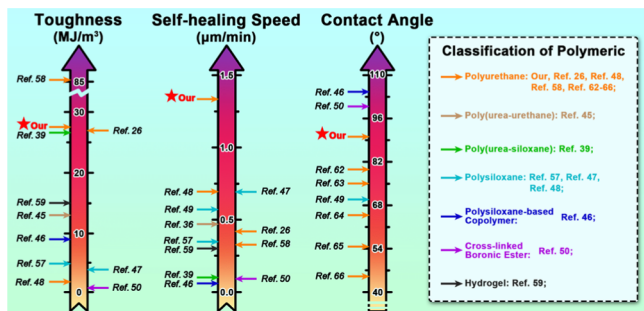 Toughness
(MJ/m³)
Ref. 58
85
30
Our
Ref. 39
Ref. 26
20
Ref. 59
Ref. 45
10
Ref. 46
Ref. 57
Ref. 47
Ref. 48
Ref. 50
0
Self-healing Speed
(μm/min)
1.5
Our
1.0
Ref. 48
Ref. 47
Ref. 49
0.5
Ref. 36
Ref. 26
Ref. 57
Ref. 58
Ref. 59
Ref. 39
Ref. 50
Ref. 46
0.0
Contact Angle
(°)
110
Ref. 46
Ref. 50
96
Our
82
Ref. 62
Ref. 63
Ref. 49
68
Ref. 64
Ref. 65
54
Ref. 66
40
Classification of Polymeric
Polyurethane: Our, Ref. 26, Ref. 48,
Ref. 58, Ref. 62-66;
Poly(urea-urethane): Ref. 45;
Poly(urea-siloxane): Ref. 39;
Polysiloxane: Ref. 57, Ref. 47,
Ref. 48;
Polysiloxane-based
Copolymer: Ref. 46;
Cross-linked
Boronic Ester: Ref. 50;
Hydrogel: Ref. 59;